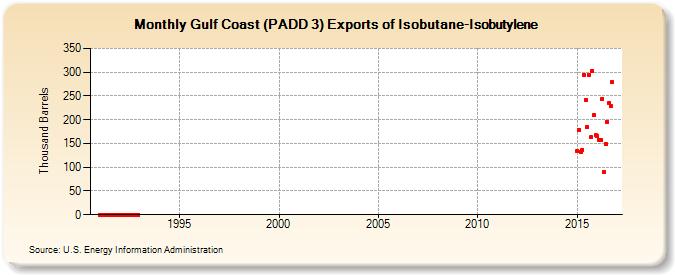 Monthly Gulf Coast (PADD 3) Exports of Isobutane-Isobutylene
Thousand Barrels
350
300
250
200
150
100
50
0
1995 2000 2005 2010 2015
Source: U.S. Energy Information Administration